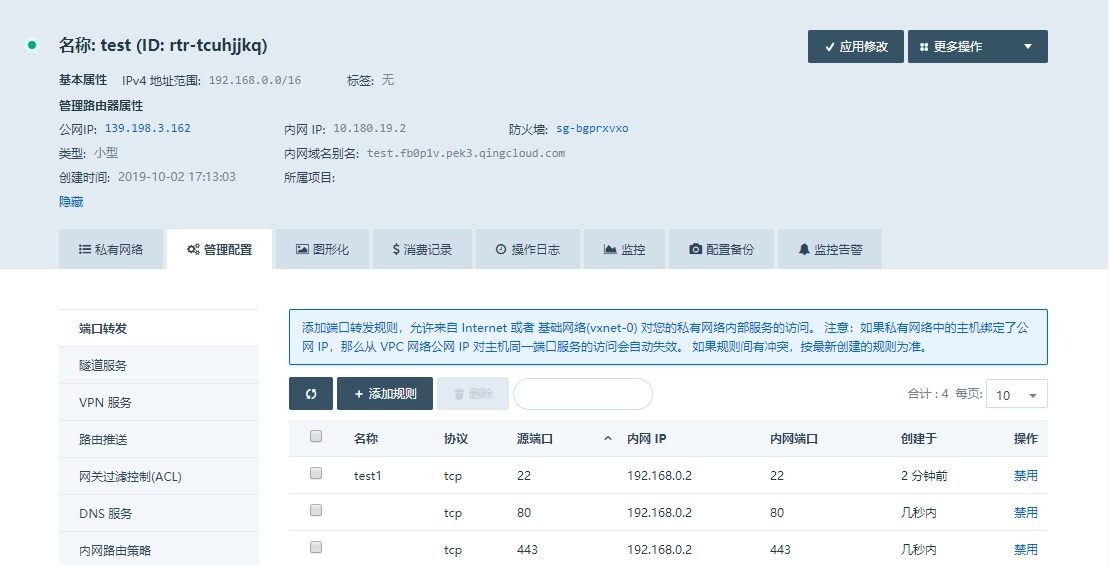 名称: test (ID: rtr-tcuhjjkq)
应用修改 更多操作
基本属性 IPv4 地址范围: 192.168.0.0/16 标签: 无
管理路由器属性
公网IP: 139.198.3.162 内网 IP: 10.180.19.2 防火墙: sg-bgprxvxo
类型: 小型 内网域名别名: test.fb0p1v.pek3.qingcloud.com
创建时间: 2019-10-02 17:13:03 所属项目:
隐藏
私有网络 管理配置 图形化 消费记录 操作日志 监控 配置备份 监控告警
端口转发
隧道服务
VPN 服务
路由推送
网关过滤控制(ACL)
DNS 服务
内网路由策略
添加端口转发规则，允许来自 Internet 或者 基础网络(vxnet-0) 对您的私有网络内部服务的访问。 注意：如果私有网络中的主机绑定了公
网 IP，那么从 VPC 网络公网 IP 对主机同一端口服务的访问会自动失效。 如果规则间有冲突，按最新创建的规则为准。
+ 添加规则 删除 合计 : 4 每页: 10
名称 协议 源端口 内网 IP 内网端口 创建于 操作
test1 tcp 22 192.168.0.2 22 2 分钟前 禁用
tcp 80 192.168.0.2 80 几秒内 禁用
tcp 443 192.168.0.2 443 几秒内 禁用